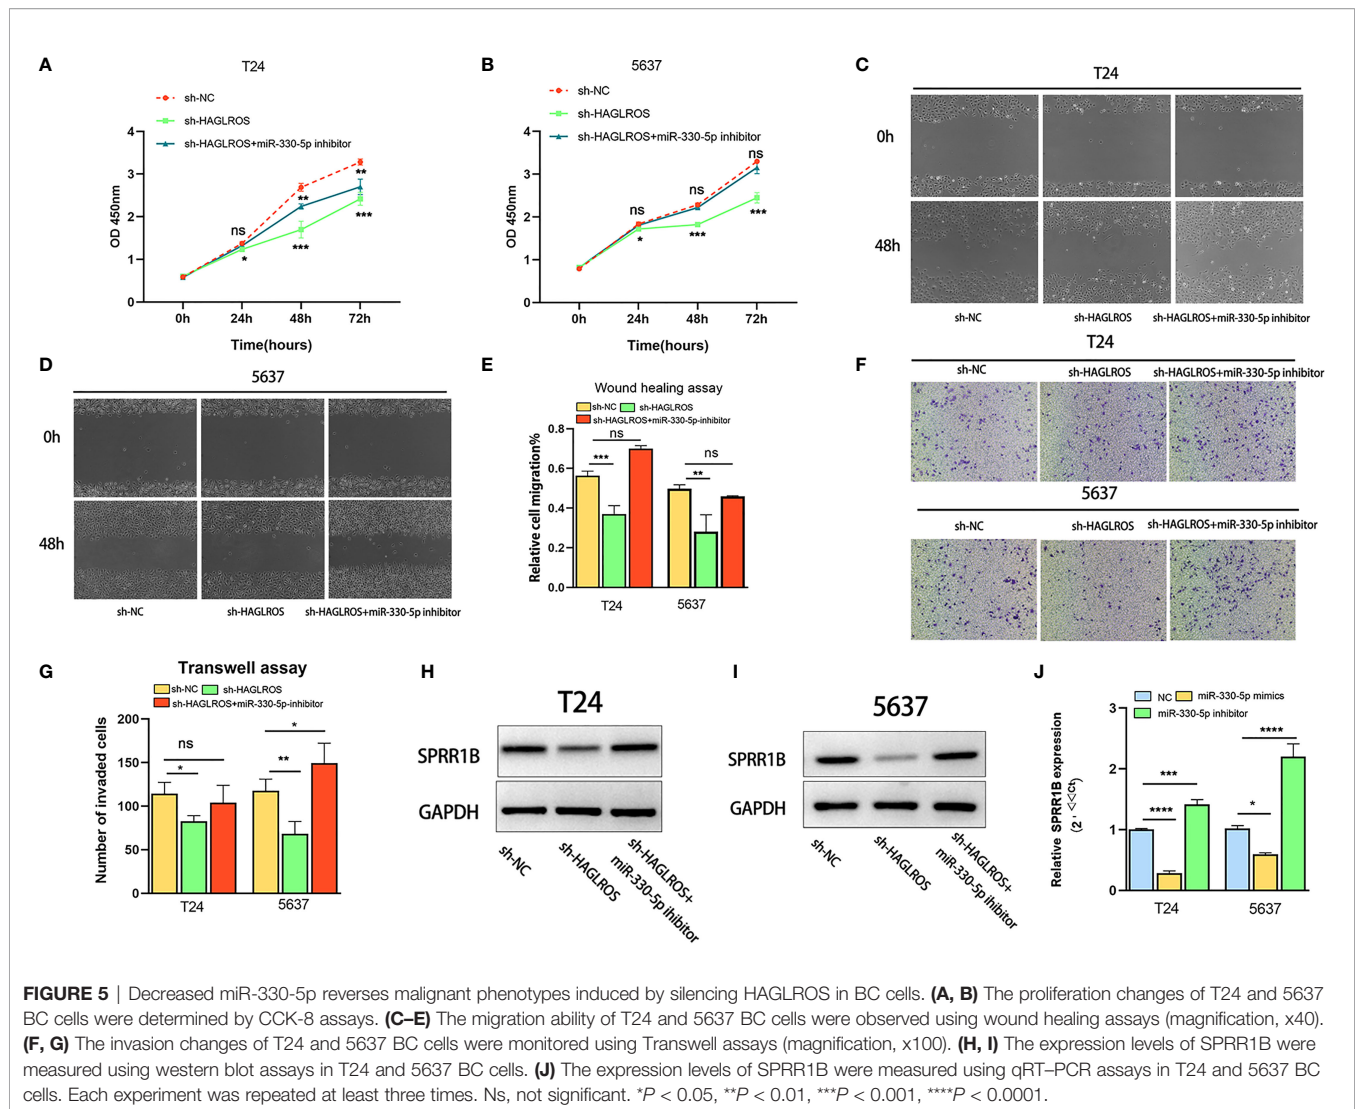 A
T24
sh-NC
sh-HAGLROS
sh-HAGLROS+miR-330-5p inhibitor
OD 450nm
4
3
2
1
0
ns
*
**
***
**
***
0h 24h 48h 72h
Time(hours)
B
5637
sh-NC
sh-HAGLROS
sh-HAGLROS+miR-330-5p inhibitor
OD 450nm
4
3
2
1
0
ns
*
ns
***
ns
***
0h 24h 48h 72h
Time(hours)
C
T24
0h
48h
sh-NC sh-HAGLROS sh-HAGLROS+miR-330-5p inhibitor
D
5637
0h
48h
sh-NC sh-HAGLROS sh-HAGLROS+miR-330-5p inhibitor
E
Wound healing assay
sh-NC sh-HAGLROS
sh-HAGLROS+miR-330-5p-inhibitor
Relative cell migration%
0.8
0.6
0.4
0.2
0.0
ns
***
ns
**
T24 5637
F
T24
sh-NC sh-HAGLROS sh-HAGLROS+miR-330-5p inhibitor
5637
sh-NC sh-HAGLROS sh-HAGLROS+miR-330-5p inhibitor
G
Transwell assay
sh-NC sh-HAGLROS
sh-HAGLROS+miR-330-5p-inhibitor
Number of invaded cells
200
150
100
50
0
ns
*
*
**
T24 5637
H
T24
SPRR1B
GAPDH
sh-NC
sh-HAGLROS
sh-HAGLROS+
miR-330-5p ihibitor
I
5637
SPRR1B
GAPDH
sh-NC
sh-HAGLROS
sh-HAGLROS+
miR-330-5p ihibitor
J
NC miR-330-5p mimics
miR-330-5p inhibitor
Relative SPRR1B expression
3
2
1
0
***
****
****
*
T24 5637
FIGURE 5 | Decreased miR-330-5p reverses malignant phenotypes induced by silencing HAGLROS in BC cells. (A, B) The proliferation changes of T24 and 5637
BC cells were determined by CCK-8 assays. (C–E) The migration ability of T24 and 5637 BC cells were observed using wound healing assays (magnification, x40).
(F, G) The invasion changes of T24 and 5637 BC cells were monitored using Transwell assays (magnification, x100). (H, I) The expression levels of SPRR1B were
measured using western blot assays in T24 and 5637 BC cells. (J) The expression levels of SPRR1B were measured using qRT–PCR assays in T24 and 5637 BC
cells. Each experiment was repeated at least three times. Ns, not significant. *P < 0.05, **P < 0.01, ***P < 0.001, ****P < 0.0001.